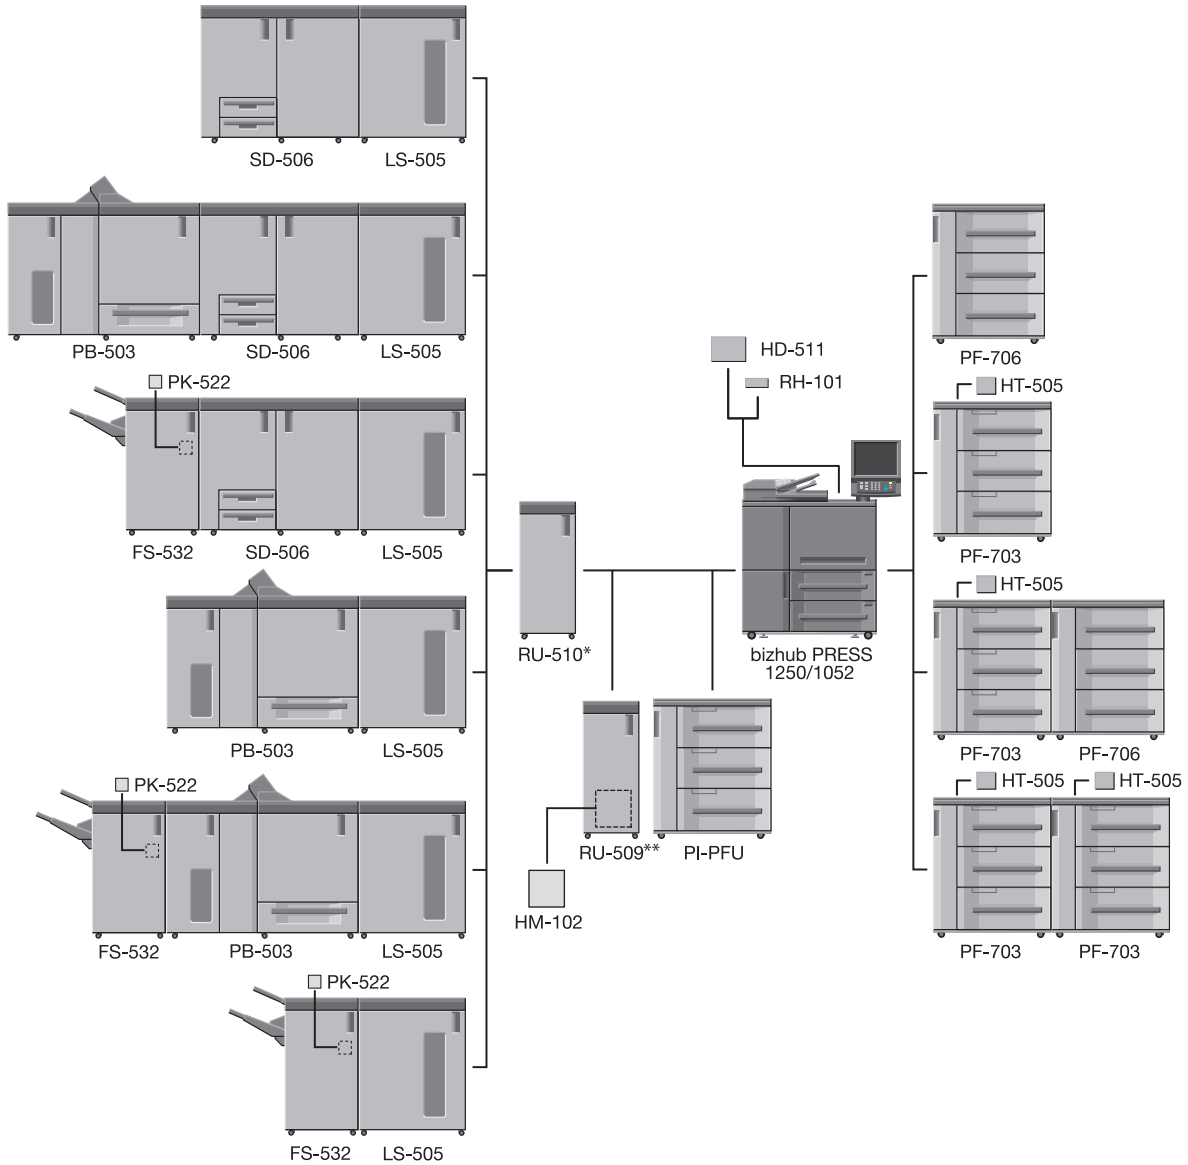 SD-506 LS-505
PB-503 SD-506 LS-505
PK-522
FS-532 SD-506 LS-505
PB-503 LS-505
PK-522
FS-532 PB-503 LS-505
PK-522
FS-532 LS-505
RU-510*
HD-511
RH-101
bizhub PRESS
1250/1052
RU-509** PI-PFU
HM-102
PF-706
HT-505
PF-703
HT-505
PF-703 PF-706
HT-505 HT-505
PF-703 PF-703